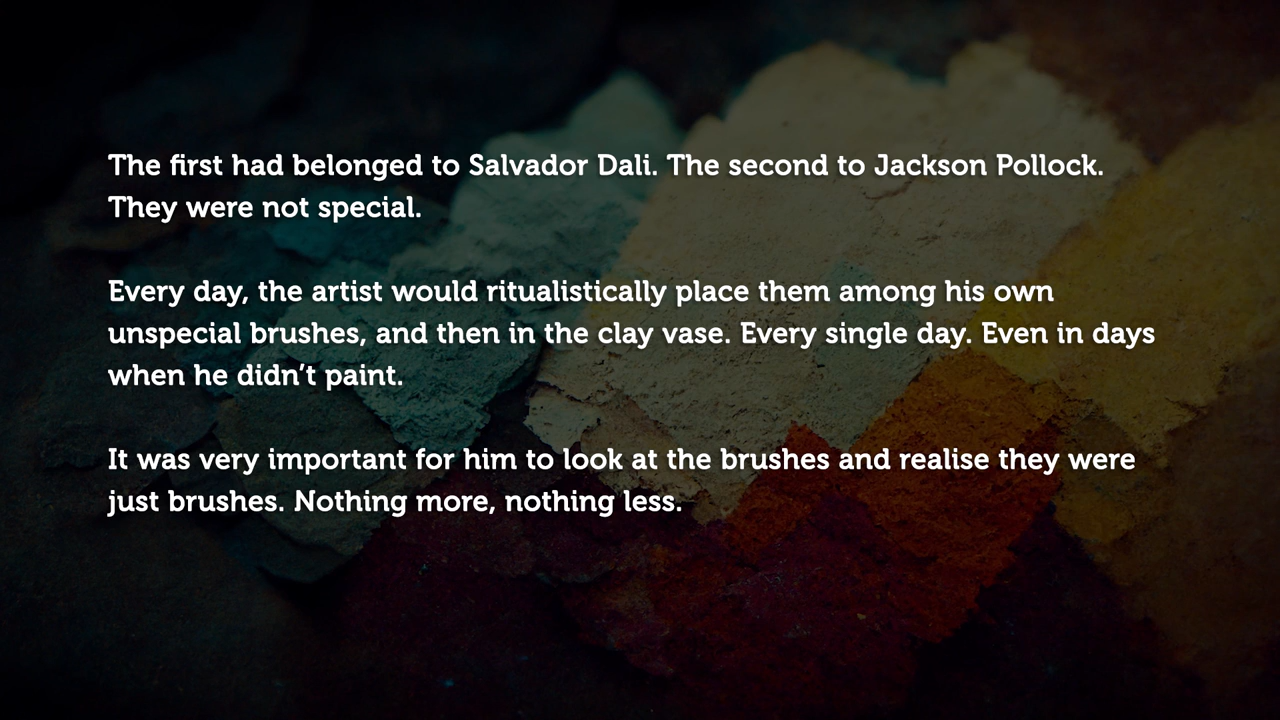 The first had belonged to Salvador Dali. The second to Jackson Pollock.
They were not special.
Every day, the artist would ritualistically place them among his own
unspecial brushes, and then in the clay vase. Every single day. Even in days
when he didn’t paint.
It was very important for him to look at the brushes and realise they were
just brushes. Nothing more, nothing less.